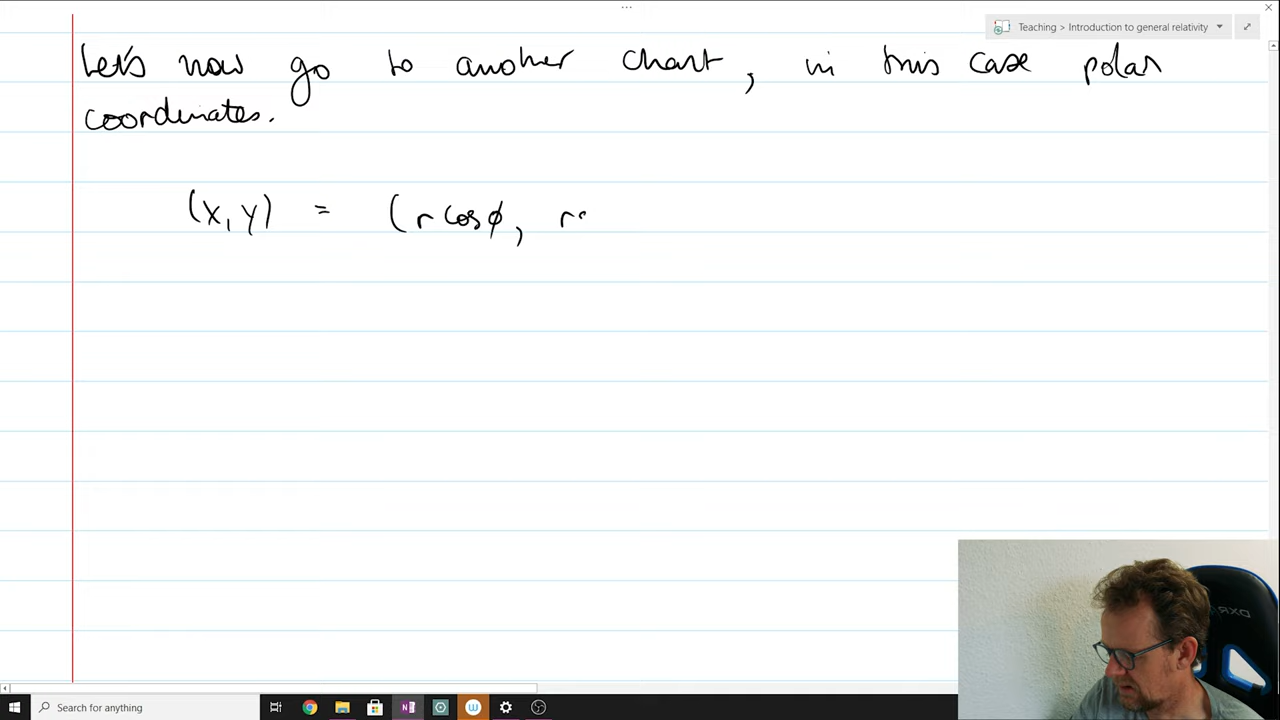 ...
Teaching > Introduction to general relativity
Let's now go to another chart, in this case polar
coordinates.
(x, y) = (r cos ϕ, r
DXR
Search for anything